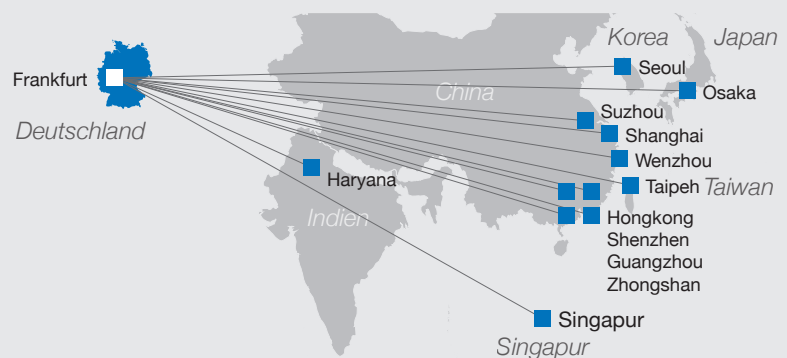 Korea
Japan
Frankfurt
Seoul
China
Osaka
Suzhou
Deutschland
Shanghai
Wenzhou
Haryana
Taipeh
Taiwan
Indien
Hongkong
Shenzhen
Guangzhou
Zhongshan
Singapur
Singapur